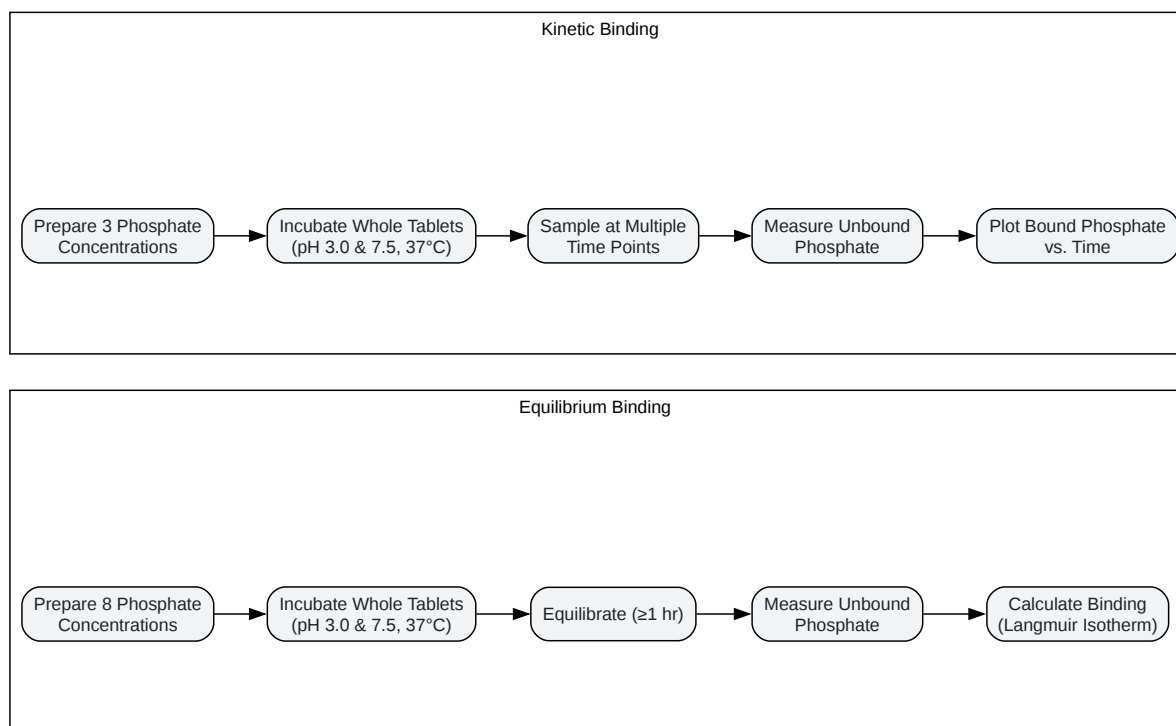 Kinetic Binding
Prepare 3 Phosphate
Concentrations
Incubate Whole Tablets
(pH 3.0 & 7.5, 37°C)
Sample at Multiple
Time Points
Measure Unbound
Phosphate
Plot Bound Phosphate
vs. Time
Equilibrium Binding
Prepare 8 Phosphate
Concentrations
Incubate Whole Tablets
(pH 3.0 & 7.5, 37°C)
Equilibrate (≥1 hr)
Measure Unbound
Phosphate
Calculate Binding
(Langmuir Isotherm)